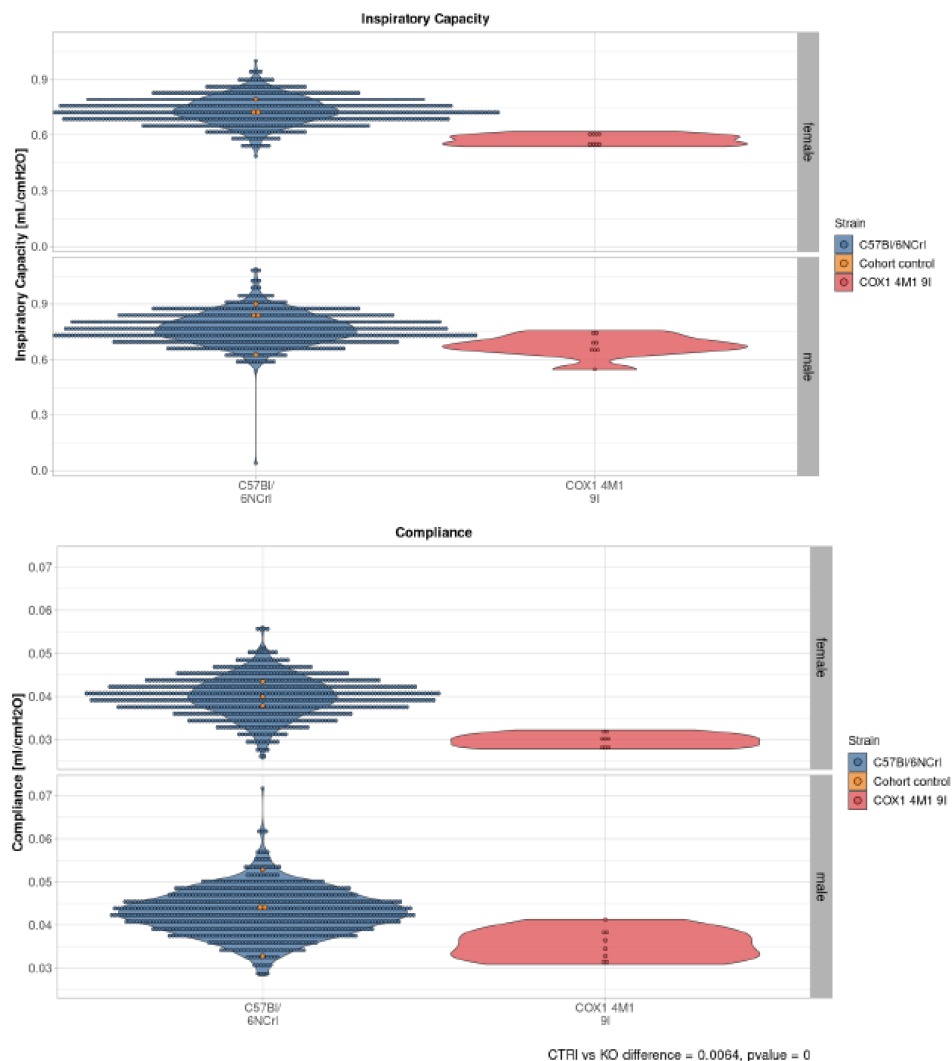 Inspiratory Capacity
Inspiratory Capacity [mL/cmH2O]
0.9
0.6
0.3
0.0
female
0.9
0.6
0.3
0.0
male
C57Bl/
6NCrl
COX1 4M1
9I
Strain
C57Bl/6NCrl
Cohort control
COX1 4M1 9I
Compliance
Compliance [ml/cmH2O]
0.07
0.06
0.05
0.04
0.03
female
0.07
0.06
0.05
0.04
0.03
male
C57Bl/
6NCrl
COX1 4M1
9I
Strain
C57Bl/6NCrl
Cohort control
COX1 4M1 9I
CTRl vs KO difference = 0.0064, pvalue = 0